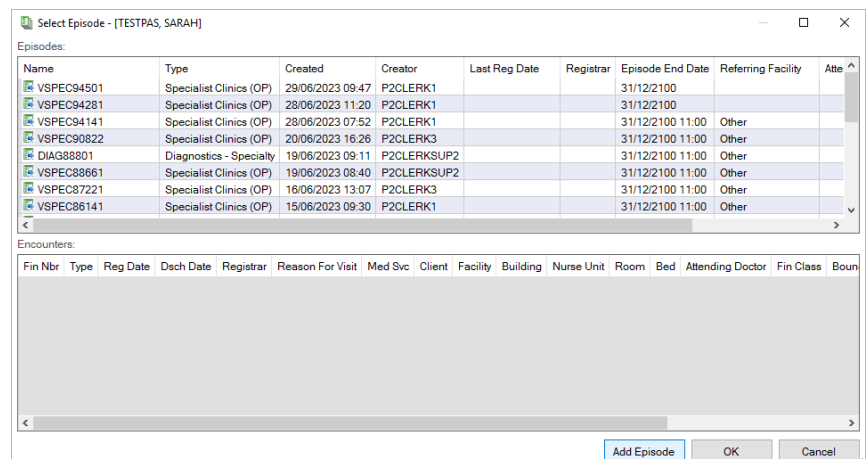 Select Episode - [TESTPAS, SARAH]
Episodes:
Name Type Created Creator Last Reg Date Registrar Episode End Date Referring Facility Atte
VSPEC94501 Specialist Clinics (OP) 29/06/2023 09:47 P2CLERK1 31/12/2100
VSPEC94281 Specialist Clinics (OP) 28/06/2023 11:20 P2CLERK1 31/12/2100
VSPEC94141 Specialist Clinics (OP) 28/06/2023 07:52 P2CLERK1 31/12/2100 11:00 Other
VSPEC90822 Specialist Clinics (OP) 20/06/2023 16:26 P2CLERK3 31/12/2100 11:00 Other
DIAG88801 Diagnostics - Specialty 19/06/2023 09:11 P2CLERKSUP2 31/12/2100 11:00 Other
VSPEC88661 Specialist Clinics (OP) 19/06/2023 08:40 P2CLERKSUP2 31/12/2100 11:00 Other
VSPEC87221 Specialist Clinics (OP) 16/06/2023 13:07 P2CLERK3 31/12/2100 11:00 Other
VSPEC86141 Specialist Clinics (OP) 15/06/2023 09:30 P2CLERK1 31/12/2100 11:00 Other
Encounters:
Fin Nbr Type Reg Date Dsch Date Registrar Reason For Visit Med Svc Client Facility Building Nurse Unit Room Bed Attending Doctor Fin Class Boun
Add Episode OK Cancel